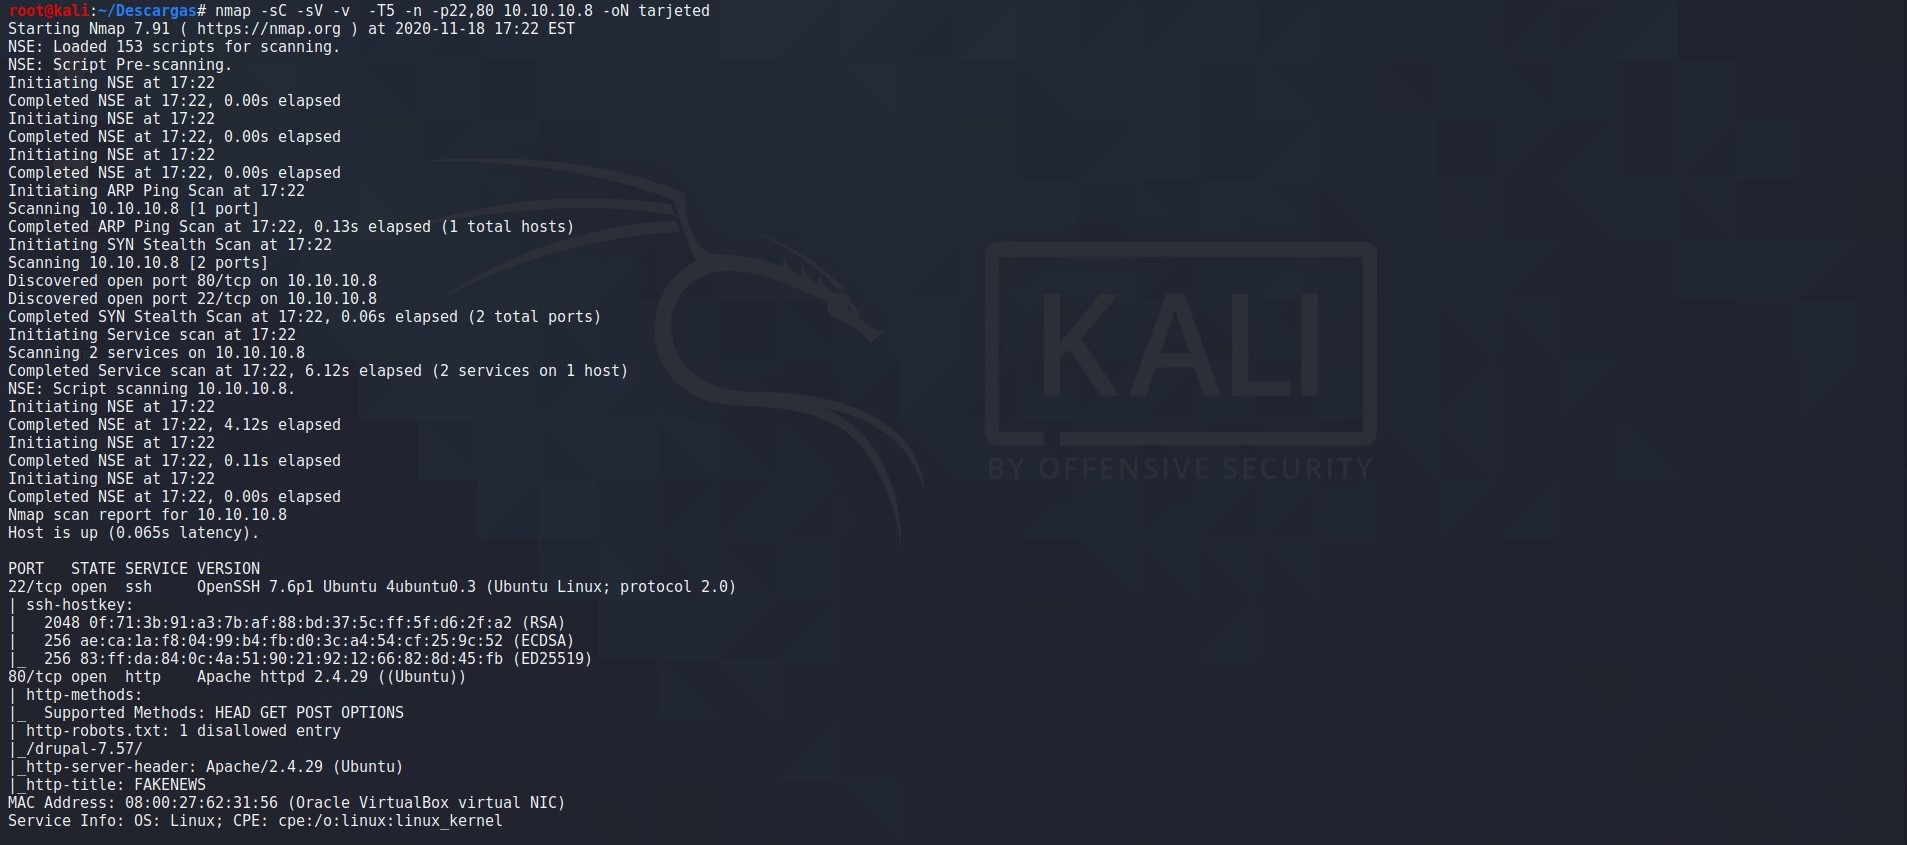 root@kali:~/Descargas# nmap -sC -sV -v  -T5 -n -p22,80 10.10.10.8 -oN tarjeted
Starting Nmap 7.91 ( https://nmap.org ) at 2020-11-18 17:22 EST
NSE: Loaded 153 scripts for scanning.
NSE: Script Pre-scanning.
Initiating NSE at 17:22
Completed NSE at 17:22, 0.00s elapsed
Initiating NSE at 17:22
Completed NSE at 17:22, 0.00s elapsed
Initiating NSE at 17:22
Completed NSE at 17:22, 0.00s elapsed
Initiating ARP Ping Scan at 17:22
Scanning 10.10.10.8 [1 port]
Completed ARP Ping Scan at 17:22, 0.13s elapsed (1 total hosts)
Initiating SYN Stealth Scan at 17:22
Scanning 10.10.10.8 [2 ports]
Discovered open port 80/tcp on 10.10.10.8
Discovered open port 22/tcp on 10.10.10.8
Completed SYN Stealth Scan at 17:22, 0.06s elapsed (2 total ports)
Initiating Service scan at 17:22
Scanning 2 services on 10.10.10.8
Completed Service scan at 17:22, 6.12s elapsed (2 services on 1 host)
NSE: Script scanning 10.10.10.8.
Initiating NSE at 17:22
Completed NSE at 17:22, 4.12s elapsed
Initiating NSE at 17:22
Completed NSE at 17:22, 0.11s elapsed
Initiating NSE at 17:22
Completed NSE at 17:22, 0.00s elapsed
Nmap scan report for 10.10.10.8
Host is up (0.065s latency).
PORT   STATE SERVICE VERSION
22/tcp open  ssh     OpenSSH 7.6p1 Ubuntu 4ubuntu0.3 (Ubuntu Linux; protocol 2.0)
| ssh-hostkey:
|   2048 0f:71:3b:91:a3:7b:af:88:bd:37:5c:ff:5f:d6:2f:a2 (RSA)
|   256 ae:ca:1a:f8:04:99:b4:fb:d0:3c:a4:54:cf:25:9c:52 (ECDSA)
|_  256 83:ff:da:84:0c:4a:51:90:21:92:12:66:82:8d:45:fb (ED25519)
80/tcp open  http    Apache httpd 2.4.29 ((Ubuntu))
| http-methods:
|_  Supported Methods: HEAD GET POST OPTIONS
| http-robots.txt: 1 disallowed entry
|_/drupal-7.57/
|_http-server-header: Apache/2.4.29 (Ubuntu)
|_http-title: FAKENEWS
MAC Address: 08:00:27:62:31:56 (Oracle VirtualBox virtual NIC)
Service Info: OS: Linux; CPE: cpe:/o:linux:linux_kernel
KALI
BY OFFENSIVE SECURITY